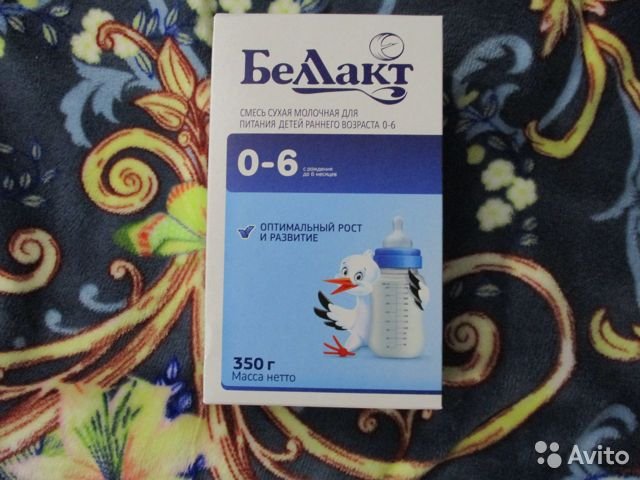 Беллакт
СМЕСЬ СУХАЯ МОЛОЧНАЯ ДЛЯ
ПИТАНИЯ ДЕТЕЙ РАННЕГО ВОЗРАСТА 0-6
0-6
с рождения
до 6 месяцев
ОПТИМАЛЬНЫЙ РОСТ
И РАЗВИТИЕ
350 г
Масса нетто
Avito